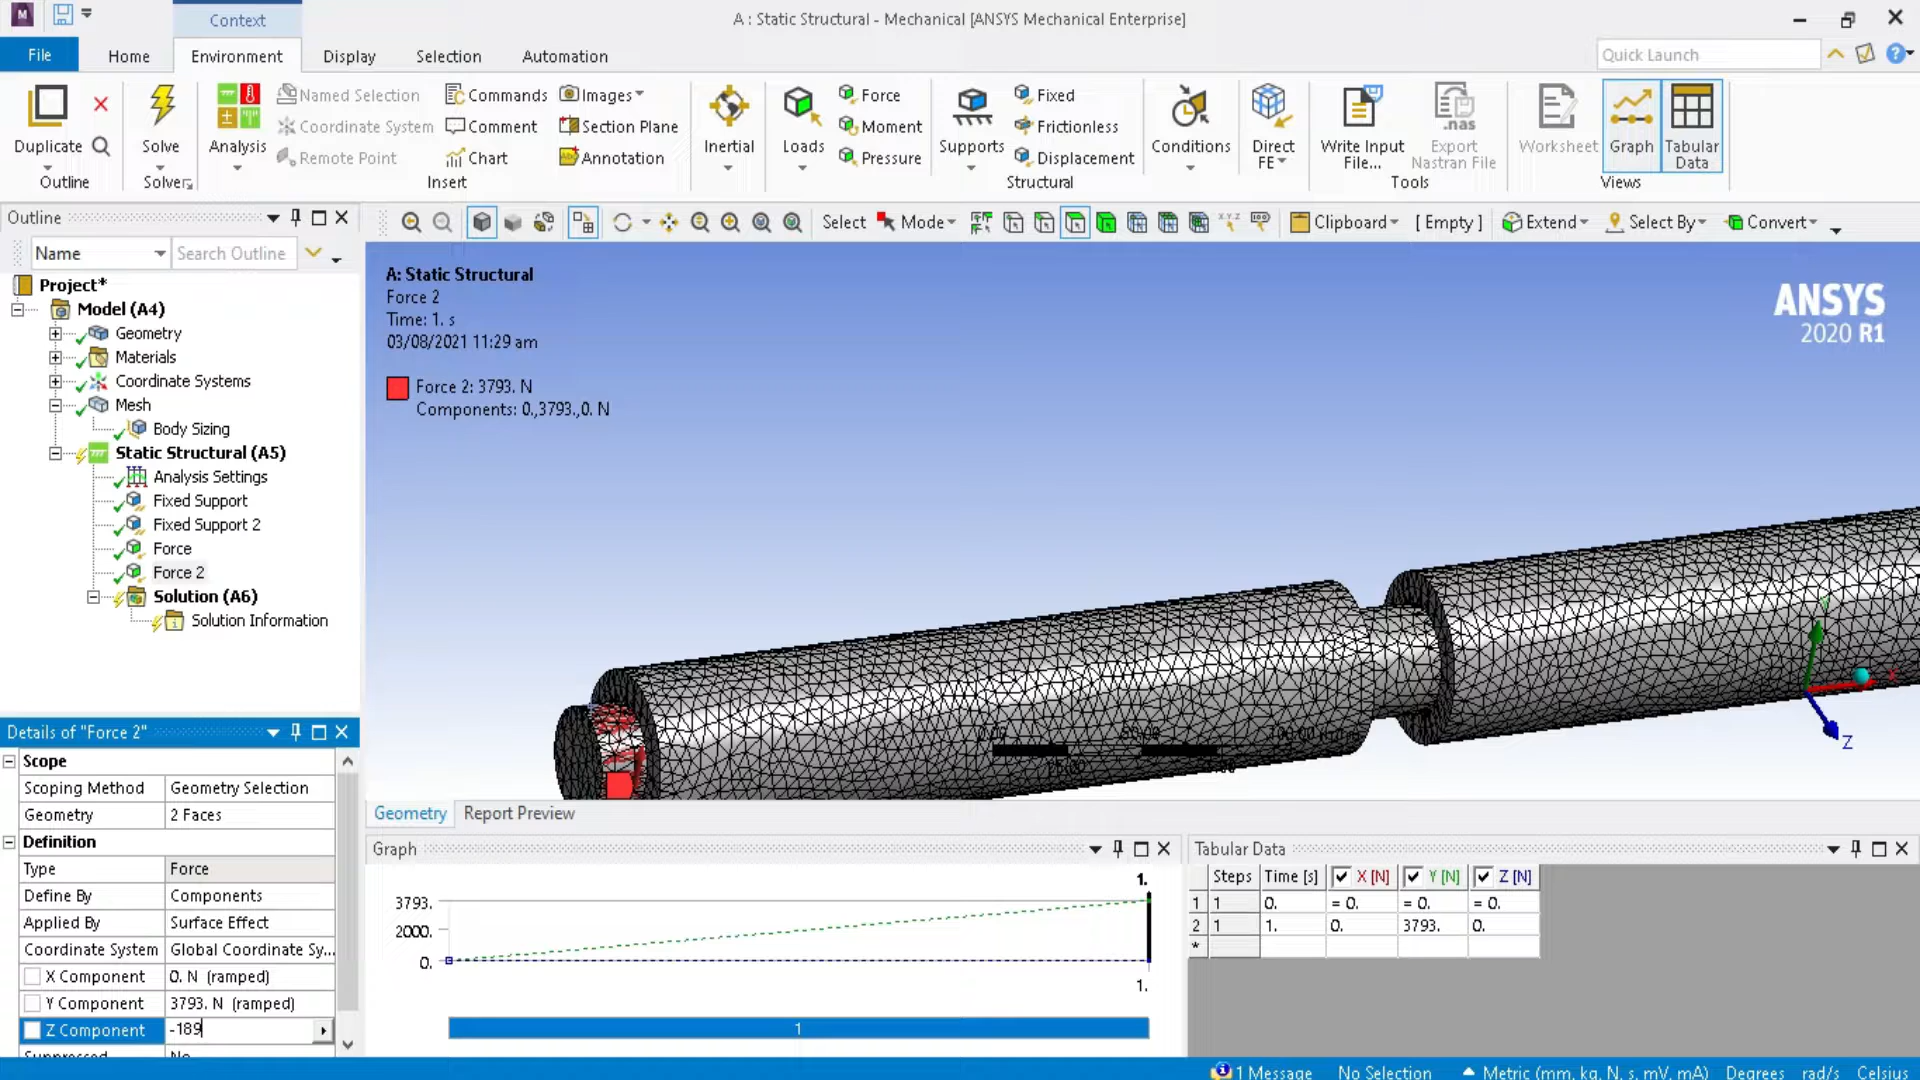 M
Context
A : Static Structural - Mechanical [ANSYS Mechanical Enterprise]
File
Home
Environment
Display
Selection
Automation
Quick Launch
Duplicate
Outline
Solve
Solver
Analysis
Named Selection
Coordinate System
Remote Point
Commands
Comment
Chart
Images
Section Plane
Annotation
Insert
Inertial
Loads
Force
Moment
Pressure
Supports
Fixed
Frictionless
Displacement
Structural
Conditions
Direct
FE
Write Input
File...
.nas
Export
Nastran File
Tools
Worksheet
Graph
Tabular
Data
Views
Outline
Name
Search Outline
Project*
Model (A4)
Geometry
Materials
Coordinate Systems
Mesh
Body Sizing
Static Structural (A5)
Analysis Settings
Fixed Support
Fixed Support 2
Force
Force 2
Solution (A6)
Solution Information
Select
Mode
Clipboard
[ Empty ]
Extend
Select By
Convert
A: Static Structural
Force 2
Time: 1. s
03/08/2021 11:29 am
Force 2: 3793. N
Components: 0.,3793.,0. N
ANSYS
2020 R1
Z
Details of "Force 2"
Scope
Scoping Method Geometry Selection
Geometry 2 Faces
Definition
Type Force
Define By Components
Applied By Surface Effect
Coordinate System Global Coordinate Sy...
X Component 0. N (ramped)
Y Component 3793. N (ramped)
Z Component -189
Suppressed No
Geometry
Report Preview
Graph
1.
3793.
2000.
0.
1.
1
Tabular Data
Steps Time [s] X [N] Y [N] Z [N]
1 1 0. = 0. = 0. = 0.
2 1 1. 0. 3793. 0.
*
1 Message
No Selection
Metric (mm, kg, N, s, mV, mA)
Degrees
rad/s
Celsius